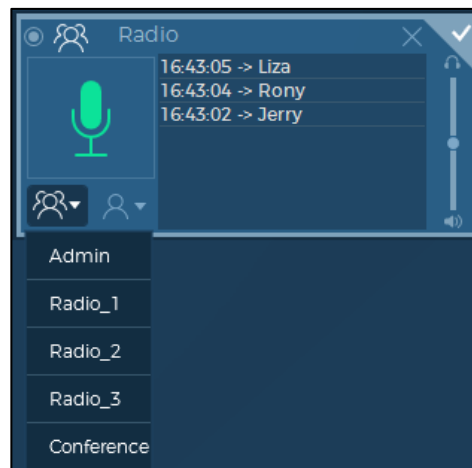 Radio
16:43:05 -> Liza
16:43:04 -> Rony
16:43:02 -> Jerry
Admin
Radio_1
Radio_2
Radio_3
Conference